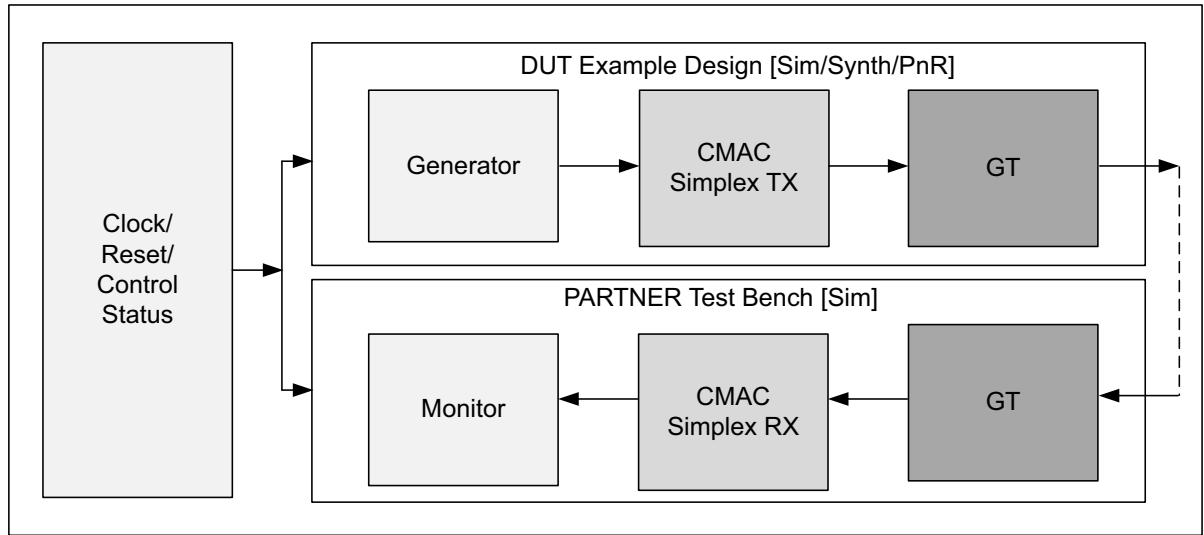 Clock/
Reset/
Control
Status
DUT Example Design [Sim/Synth/PnR]
Generator
CMAC
Simplex TX
GT
PARTNER Test Bench [Sim]
Monitor
CMAC
Simplex RX
GT